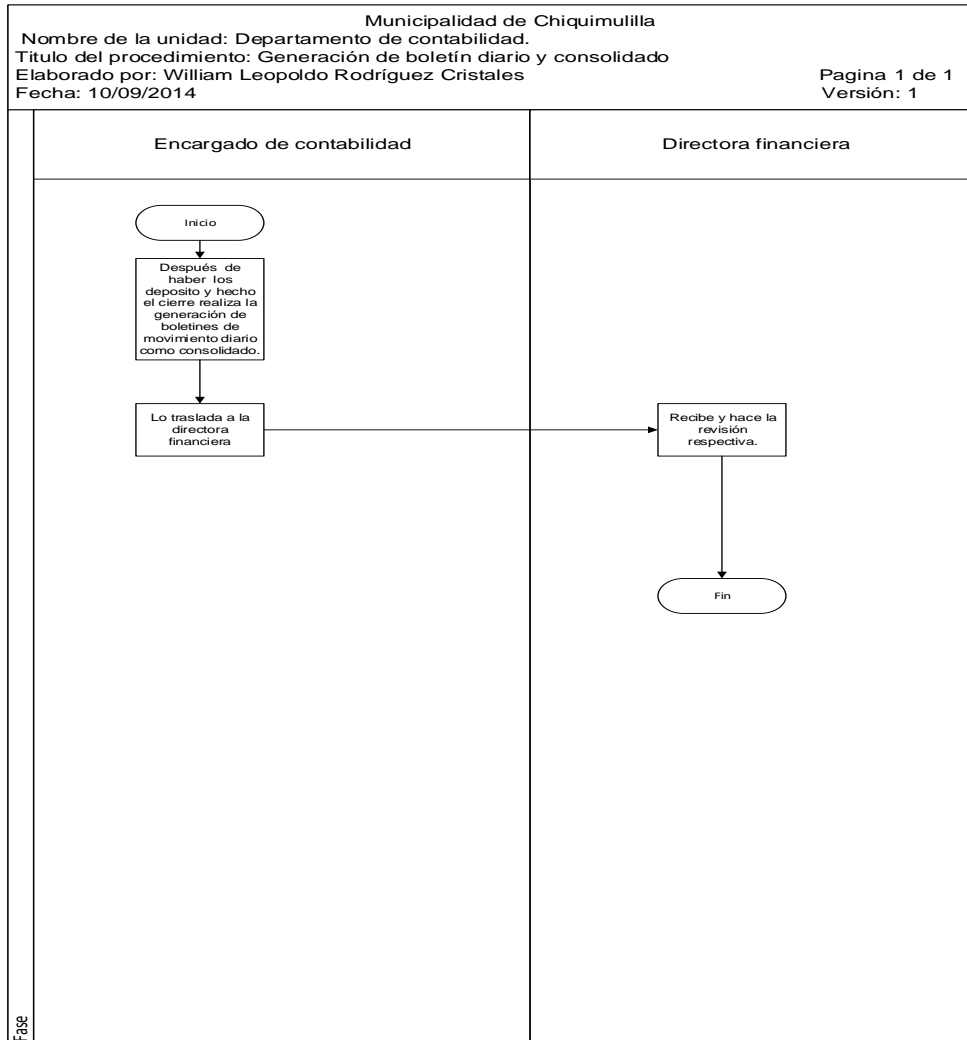 Municipalidad de Chiquimulilla
Nombre de la unidad: Departamento de contabilidad.
Titulo del procedimiento: Generación de boletín diario y consolidado
Elaborado por: William Leopoldo Rodríguez Cristales
Pagina 1 de 1
Fecha: 10/09/2014
Versión: 1
Encargado de contabilidad
Directora financiera
Inicio
Después de
haber los
deposito y hecho
el cierre realiza la
generación de
boletines de
movimiento diario
como consolidado.
Lo traslada a la
directora
financiera
Recibe y hace la
revisión
respectiva.
Fin
Fase